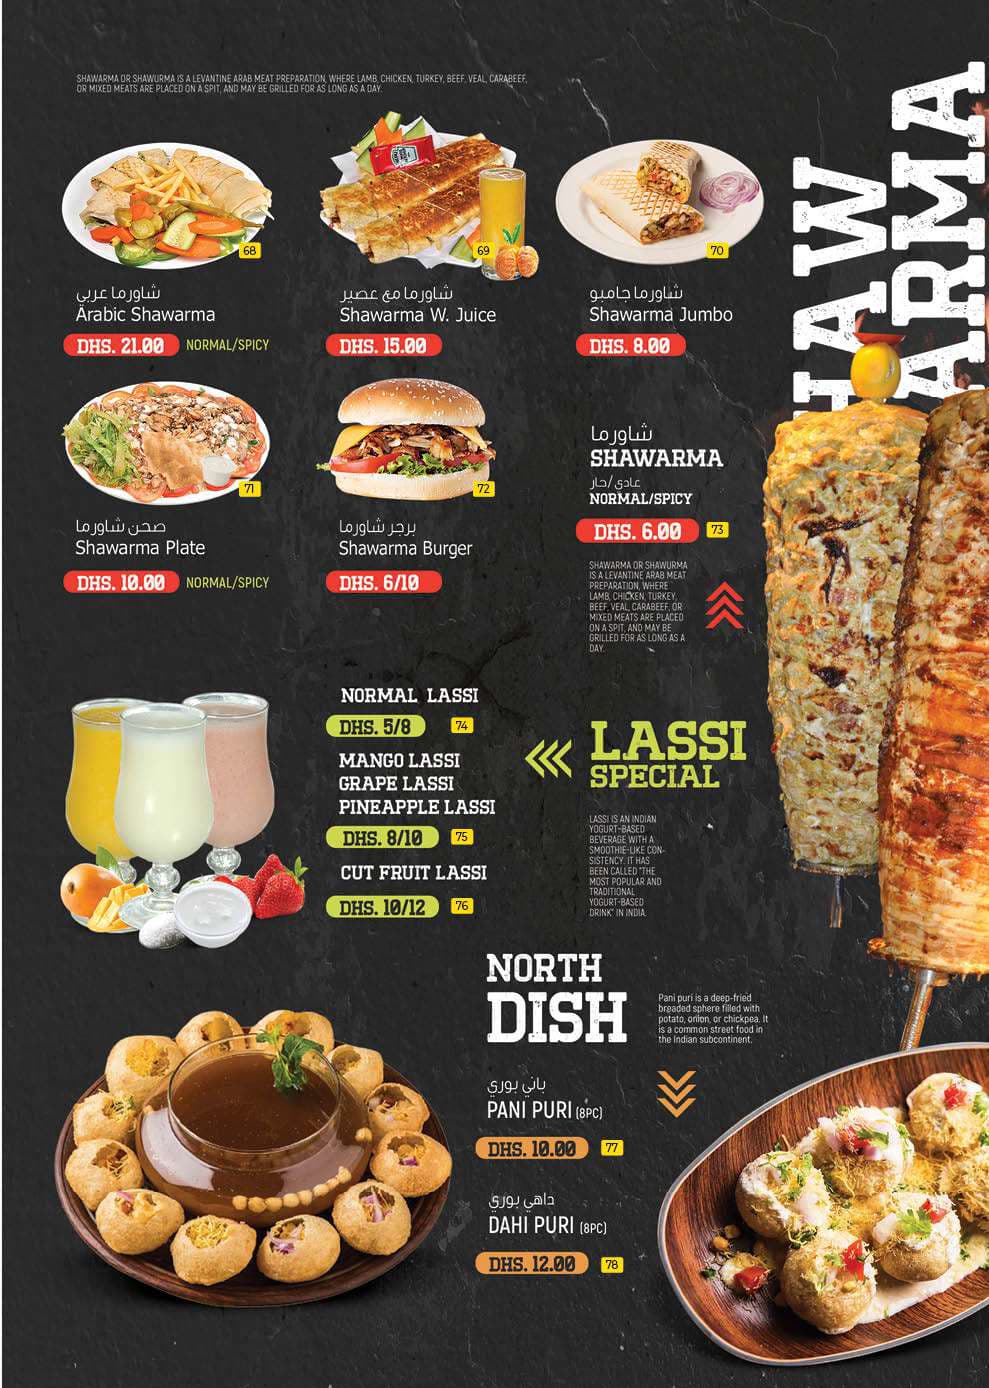 SHAWARMA OR SHAWURMA IS A LEVANTINE ARAB MEAT PREPARATION, WHERE LAMB, CHICKEN, TURKEY, BEEF, VEAL, CARABEEF,
OR MIXED MEATS ARE PLACED ON A SPIT, AND MAY BE GRILLED FOR AS LONG AS A DAY.
SHAW
ARMA
68
شاورما عربي
Arabic Shawarma
DHS. 21.00 NORMAL/SPICY
69
شاورما مع عصير
Shawarma W. Juice
DHS. 15.00
70
شاورما جامبو
Shawarma Jumbo
DHS. 8.00
71
صحن شاورما
Shawarma Plate
DHS. 10.00 NORMAL/SPICY
72
برجر شاورما
Shawarma Burger
DHS. 6/10
شاورما
SHAWARMA
عادي/حار
NORMAL/SPICY
DHS. 6.00 73
SHAWARMA OR SHAWURMA
IS A LEVANTINE ARAB MEAT
PREPARATION, WHERE
LAMB, CHICKEN, TURKEY,
BEEF, VEAL, CARABEEF, OR
MIXED MEATS ARE PLACED
ON A SPIT, AND MAY BE
GRILLED FOR AS LONG AS A
DAY.
NORMAL LASSI
DHS. 5/8 74
MANGO LASSI
GRAPE LASSI
PINEAPPLE LASSI
DHS. 8/10 75
CUT FRUIT LASSI
DHS. 10/12 76
LASSI
SPECIAL
LASSI IS AN INDIAN
YOGURT-BASED
BEVERAGE WITH A
SMOOTHIE-LIKE CON-
SISTENCY. IT HAS
BEEN CALLED "THE
MOST POPULAR AND
TRADITIONAL
YOGURT-BASED
DRINK" IN INDIA.
NORTH
DISH
Pani puri is a deep-fried
breaded sphere filled with
potato, onion, or chickpea. It
is a common street food in
the Indian subcontinent.
باني بوري
PANI PURI (8PC)
DHS. 10.00 77
داهي بوري
DAHI PURI (8PC)
DHS. 12.00 78